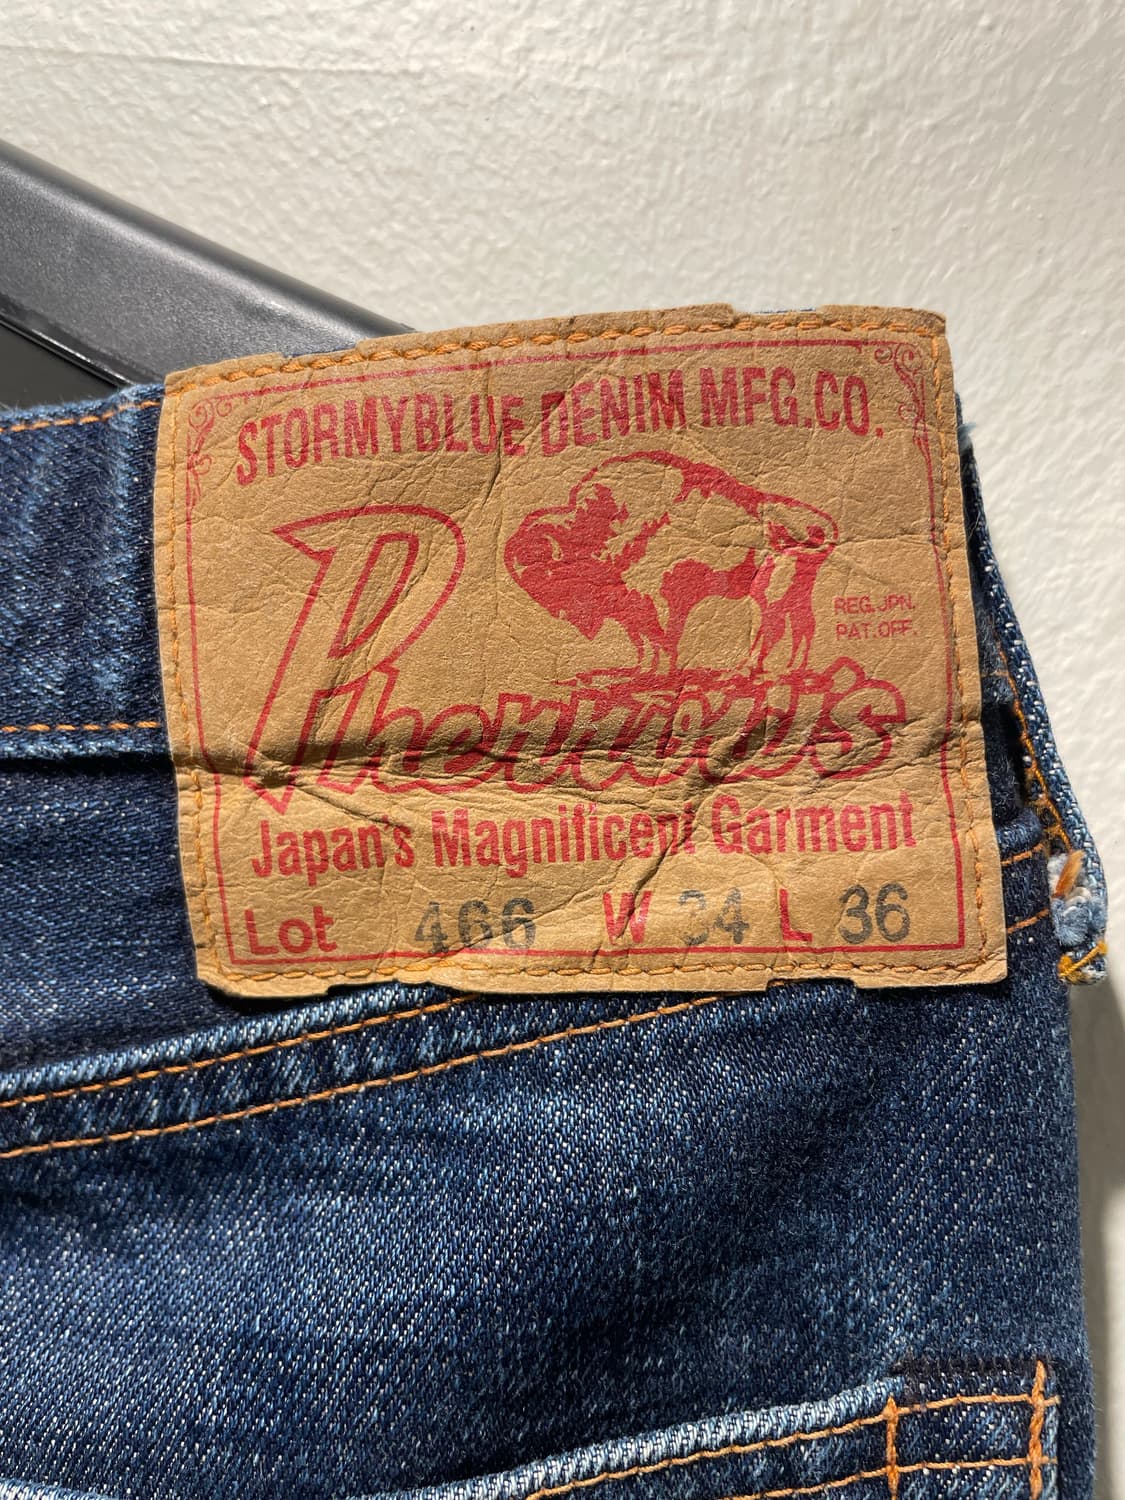 STORMYBLUE DENIM MFG.CO.
REG.JPN.
PAT.OFF.
Pherrow's
Japan's Magnificent Garment
Lot 466 W 34 L 36